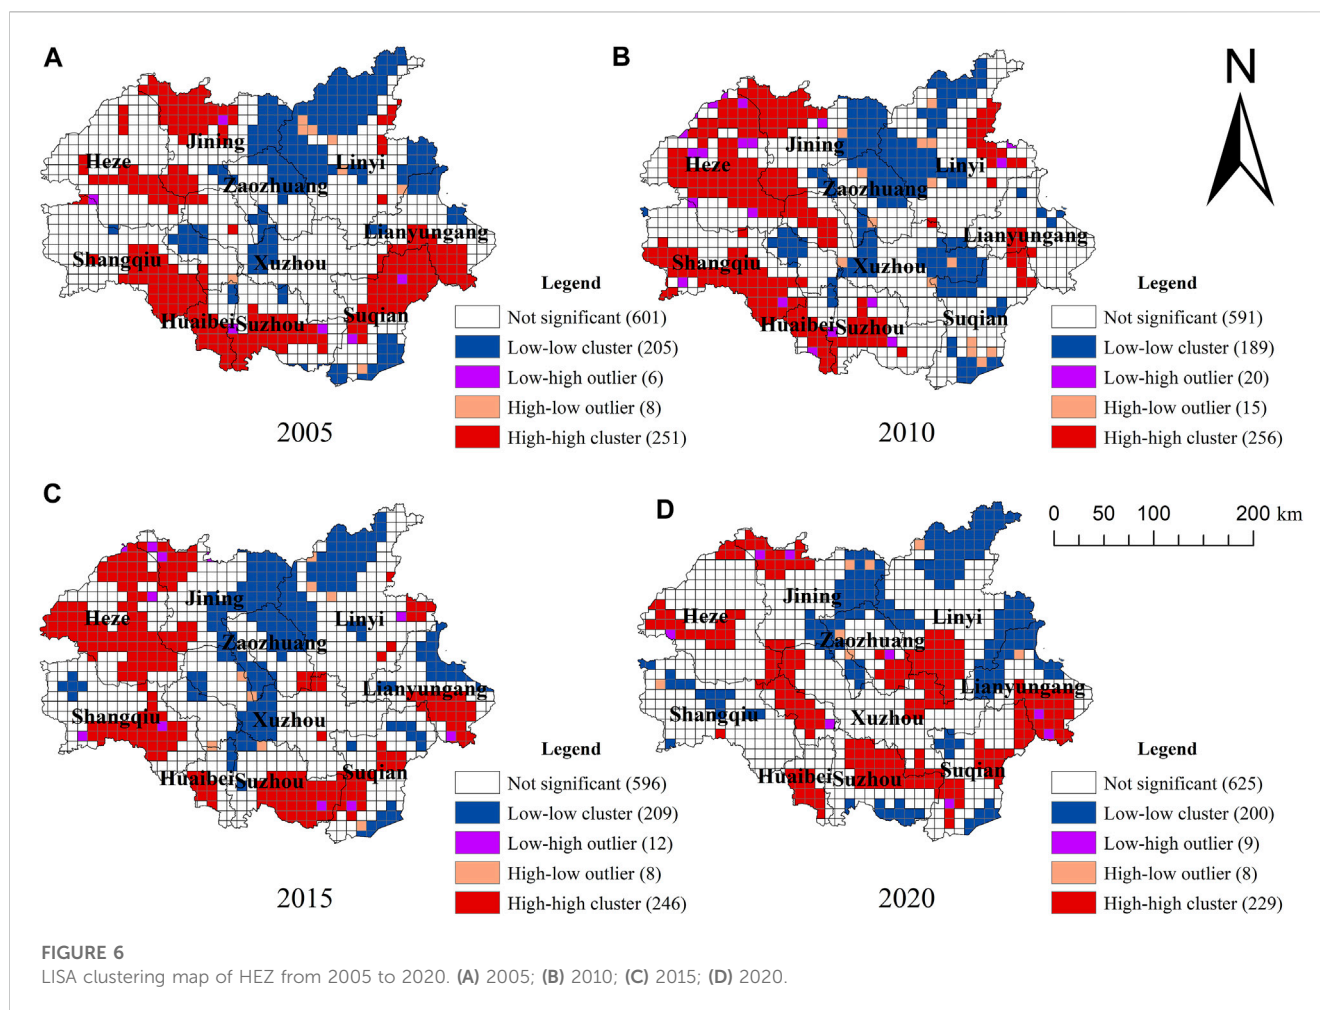 A
Jining
Heze
Linyi
Zaozhuang
Lianyungang
Shangqiu
Xuzhou
Huaibei
Suzhou
Suqian
Legend
Not significant (601)
Low-low cluster (205)
Low-high outlier (6)
High-low outlier (8)
High-high cluster (251)
2005
B
Jining
Heze
Linyi
Zaozhuang
Lianyungang
Shangqiu
Xuzhou
Huaibei
Suzhou
Suqian
Legend
Not significant (591)
Low-low cluster (189)
Low-high outlier (20)
High-low outlier (15)
High-high cluster (256)
2010
N
C
Jining
Heze
Linyi
Zaozhuang
Lianyungang
Shangqiu
Xuzhou
Huaibei
Suzhou
Suqian
Legend
Not significant (596)
Low-low cluster (209)
Low-high outlier (12)
High-low outlier (8)
High-high cluster (246)
2015
D
Jining
Heze
Linyi
Zaozhuang
Lianyungang
Shangqiu
Xuzhou
Huaibei
Suzhou
Suqian
0 50 100 200 km
Legend
Not significant (625)
Low-low cluster (200)
Low-high outlier (9)
High-low outlier (8)
High-high cluster (229)
2020
FIGURE 6
LISA clustering map of HEZ from 2005 to 2020. (A) 2005; (B) 2010; (C) 2015; (D) 2020.